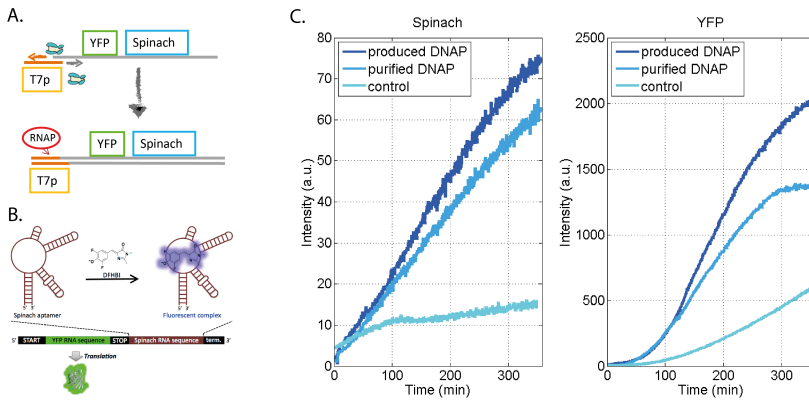 A.
YFP
Spinach
T7p
RNAP
YFP
Spinach
T7p
B.
DFHBI
5' 3'
5' 3'
Spinach aptamer
Fluorescent complex
5' START YFP RNA sequence STOP Spinach RNA sequence term. 3'
Translation
C.
Spinach
80
70
60
50
40
30
20
10
0
Intensity (a.u.)
produced DNAP
purified DNAP
control
0 100 200 300
Time (min)
YFP
2500
2000
1500
1000
500
0
Intensity (a.u.)
produced DNAP
purified DNAP
control
0 100 200 300
Time (min)